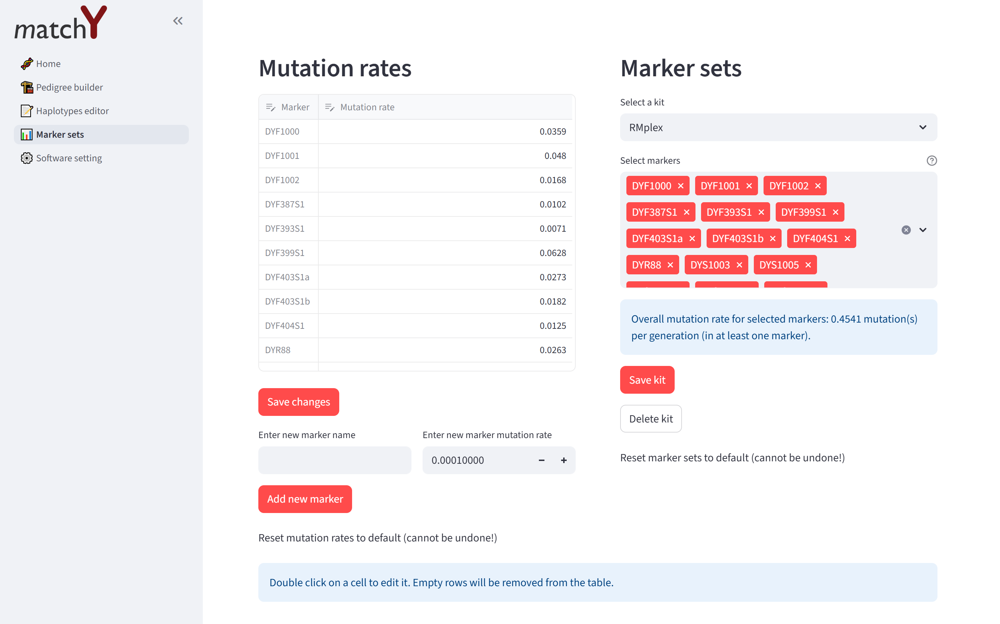 matchY
Home
Pedigree builder
Haplotypes editor
Marker sets
Software setting
Mutation rates
Marker Mutation rate
DYF1000 0.0359
DYF1001 0.048
DYF1002 0.0168
DYF387S1 0.0102
DYF393S1 0.0071
DYF399S1 0.0628
DYF403S1a 0.0273
DYF403S1b 0.0182
DYF404S1 0.0125
DYR88 0.0263
Save changes
Enter new marker name Enter new marker mutation rate
0.00010000
Add new marker
Reset mutation rates to default (cannot be undone!)
Marker sets
Select a kit
RMplex
Select markers
DYF1000 DYF1001 DYF1002
DYF387S1 DYF393S1 DYF399S1
DYF403S1a DYF403S1b DYF404S1
DYR88 DYS1003 DYS1005
Overall mutation rate for selected markers: 0.4541 mutation(s)
per generation (in at least one marker).
Save kit
Delete kit
Reset marker sets to default (cannot be undone!)
Double click on a cell to edit it. Empty rows will be removed from the table.